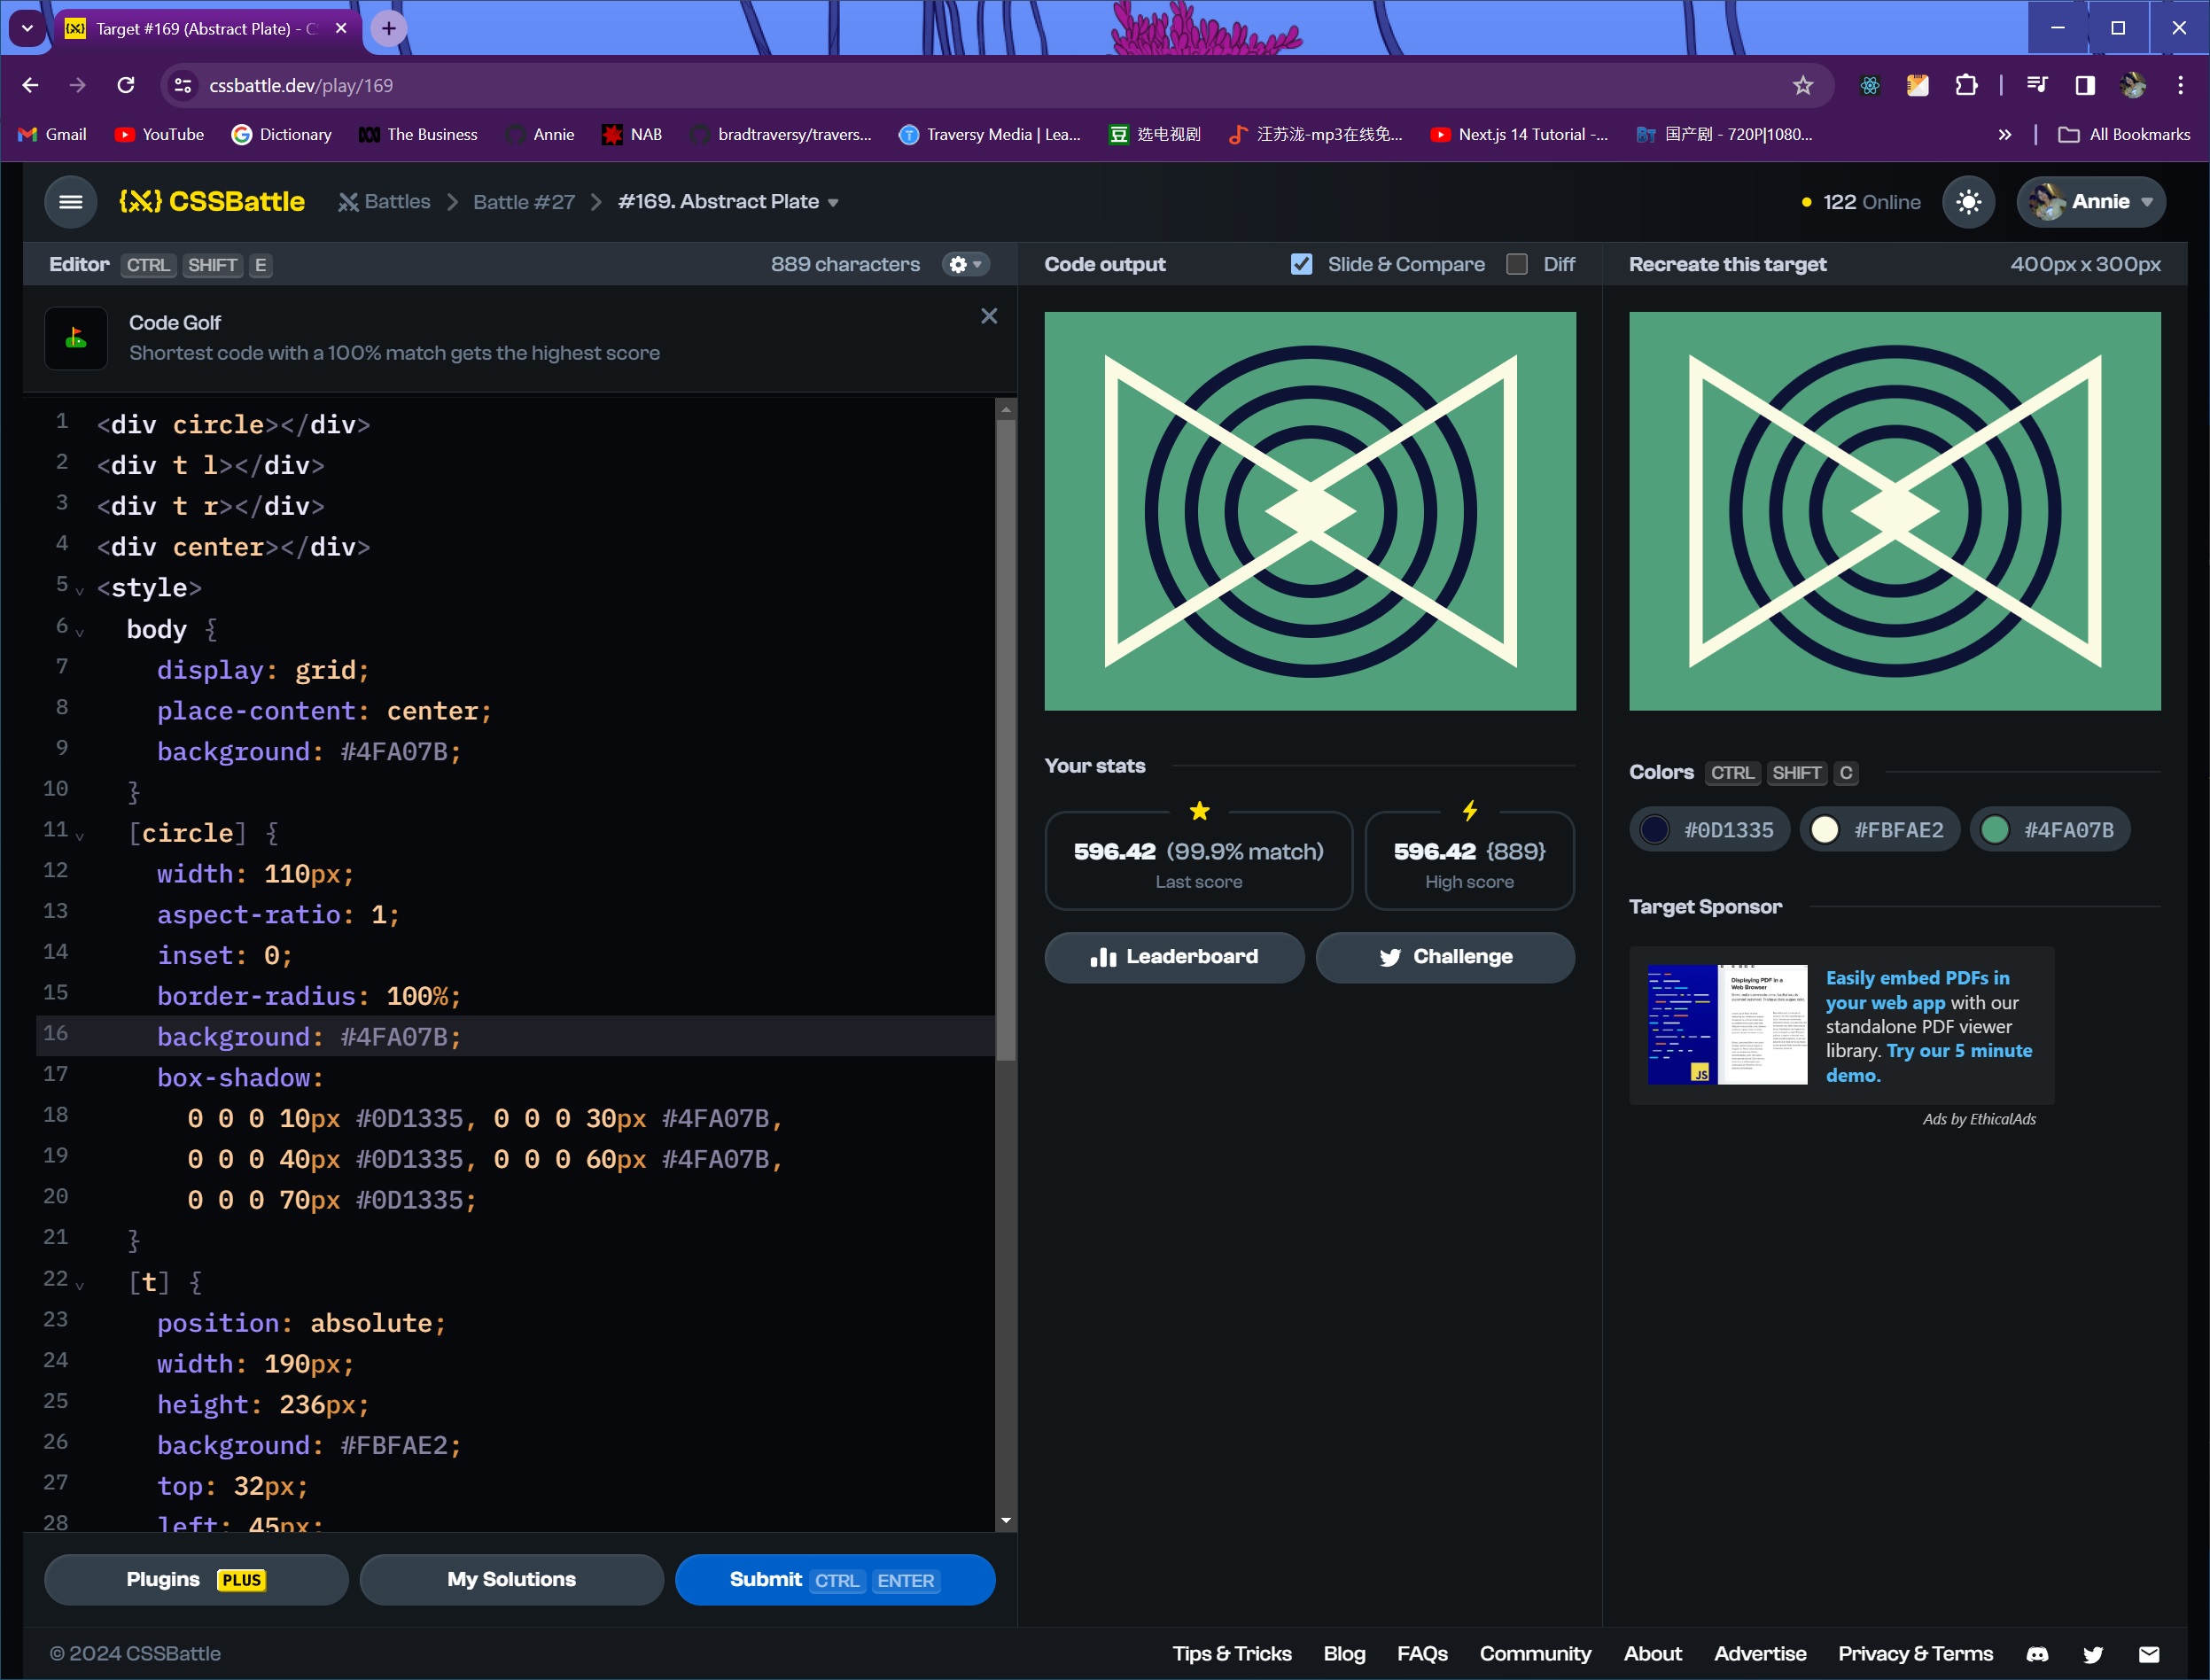 Target #169 (Abstract Plate) - C
cssbattle.dev/play/169
Gmail YouTube Dictionary The Business Annie NAB bradtraversy/travers... Traversy Media | Lea... 选电视剧 汪苏泷-mp3在线免... Next.js 14 Tutorial -... 国产剧 - 720P|1080... » All Bookmarks
{X} CSSBattle Battles Battle #27 #169. Abstract Plate 122 Online Annie
Editor CTRL SHIFT E 889 characters
Code output Slide & Compare Diff
Recreate this target 400px x 300px
Code Golf
Shortest code with a 100% match gets the highest score
1 <div circle></div>
2 <div t l></div>
3 <div t r></div>
4 <div center></div>
5 <style>
6 body {
7 display: grid;
8 place-content: center;
9 background: #4FA07B;
10 }
11 [circle] {
12 width: 110px;
13 aspect-ratio: 1;
14 inset: 0;
15 border-radius: 100%;
16 background: #4FA07B;
17 box-shadow:
18 0 0 0 10px #0D1335, 0 0 0 30px #4FA07B,
19 0 0 0 40px #0D1335, 0 0 0 60px #4FA07B,
20 0 0 0 70px #0D1335;
21 }
22 [t] {
23 position: absolute;
24 width: 190px;
25 height: 236px;
26 background: #FBFAE2;
27 top: 32px;
28 left: 45px;
Plugins PLUS My Solutions Submit CTRL ENTER
Your stats
596.42 (99.9% match)
Last score
596.42 {889}
High score
Leaderboard Challenge
Colors CTRL SHIFT C
#0D1335 #FBFAE2 #4FA07B
Target Sponsor
Displaying PDF in a
Web Browser
JS
Easily embed PDFs in
your web app with our
standalone PDF viewer
library. Try our 5 minute
demo.
Ads by EthicalAds
© 2024 CSSBattle
Tips & Tricks Blog FAQs Community About Advertise Privacy & Terms